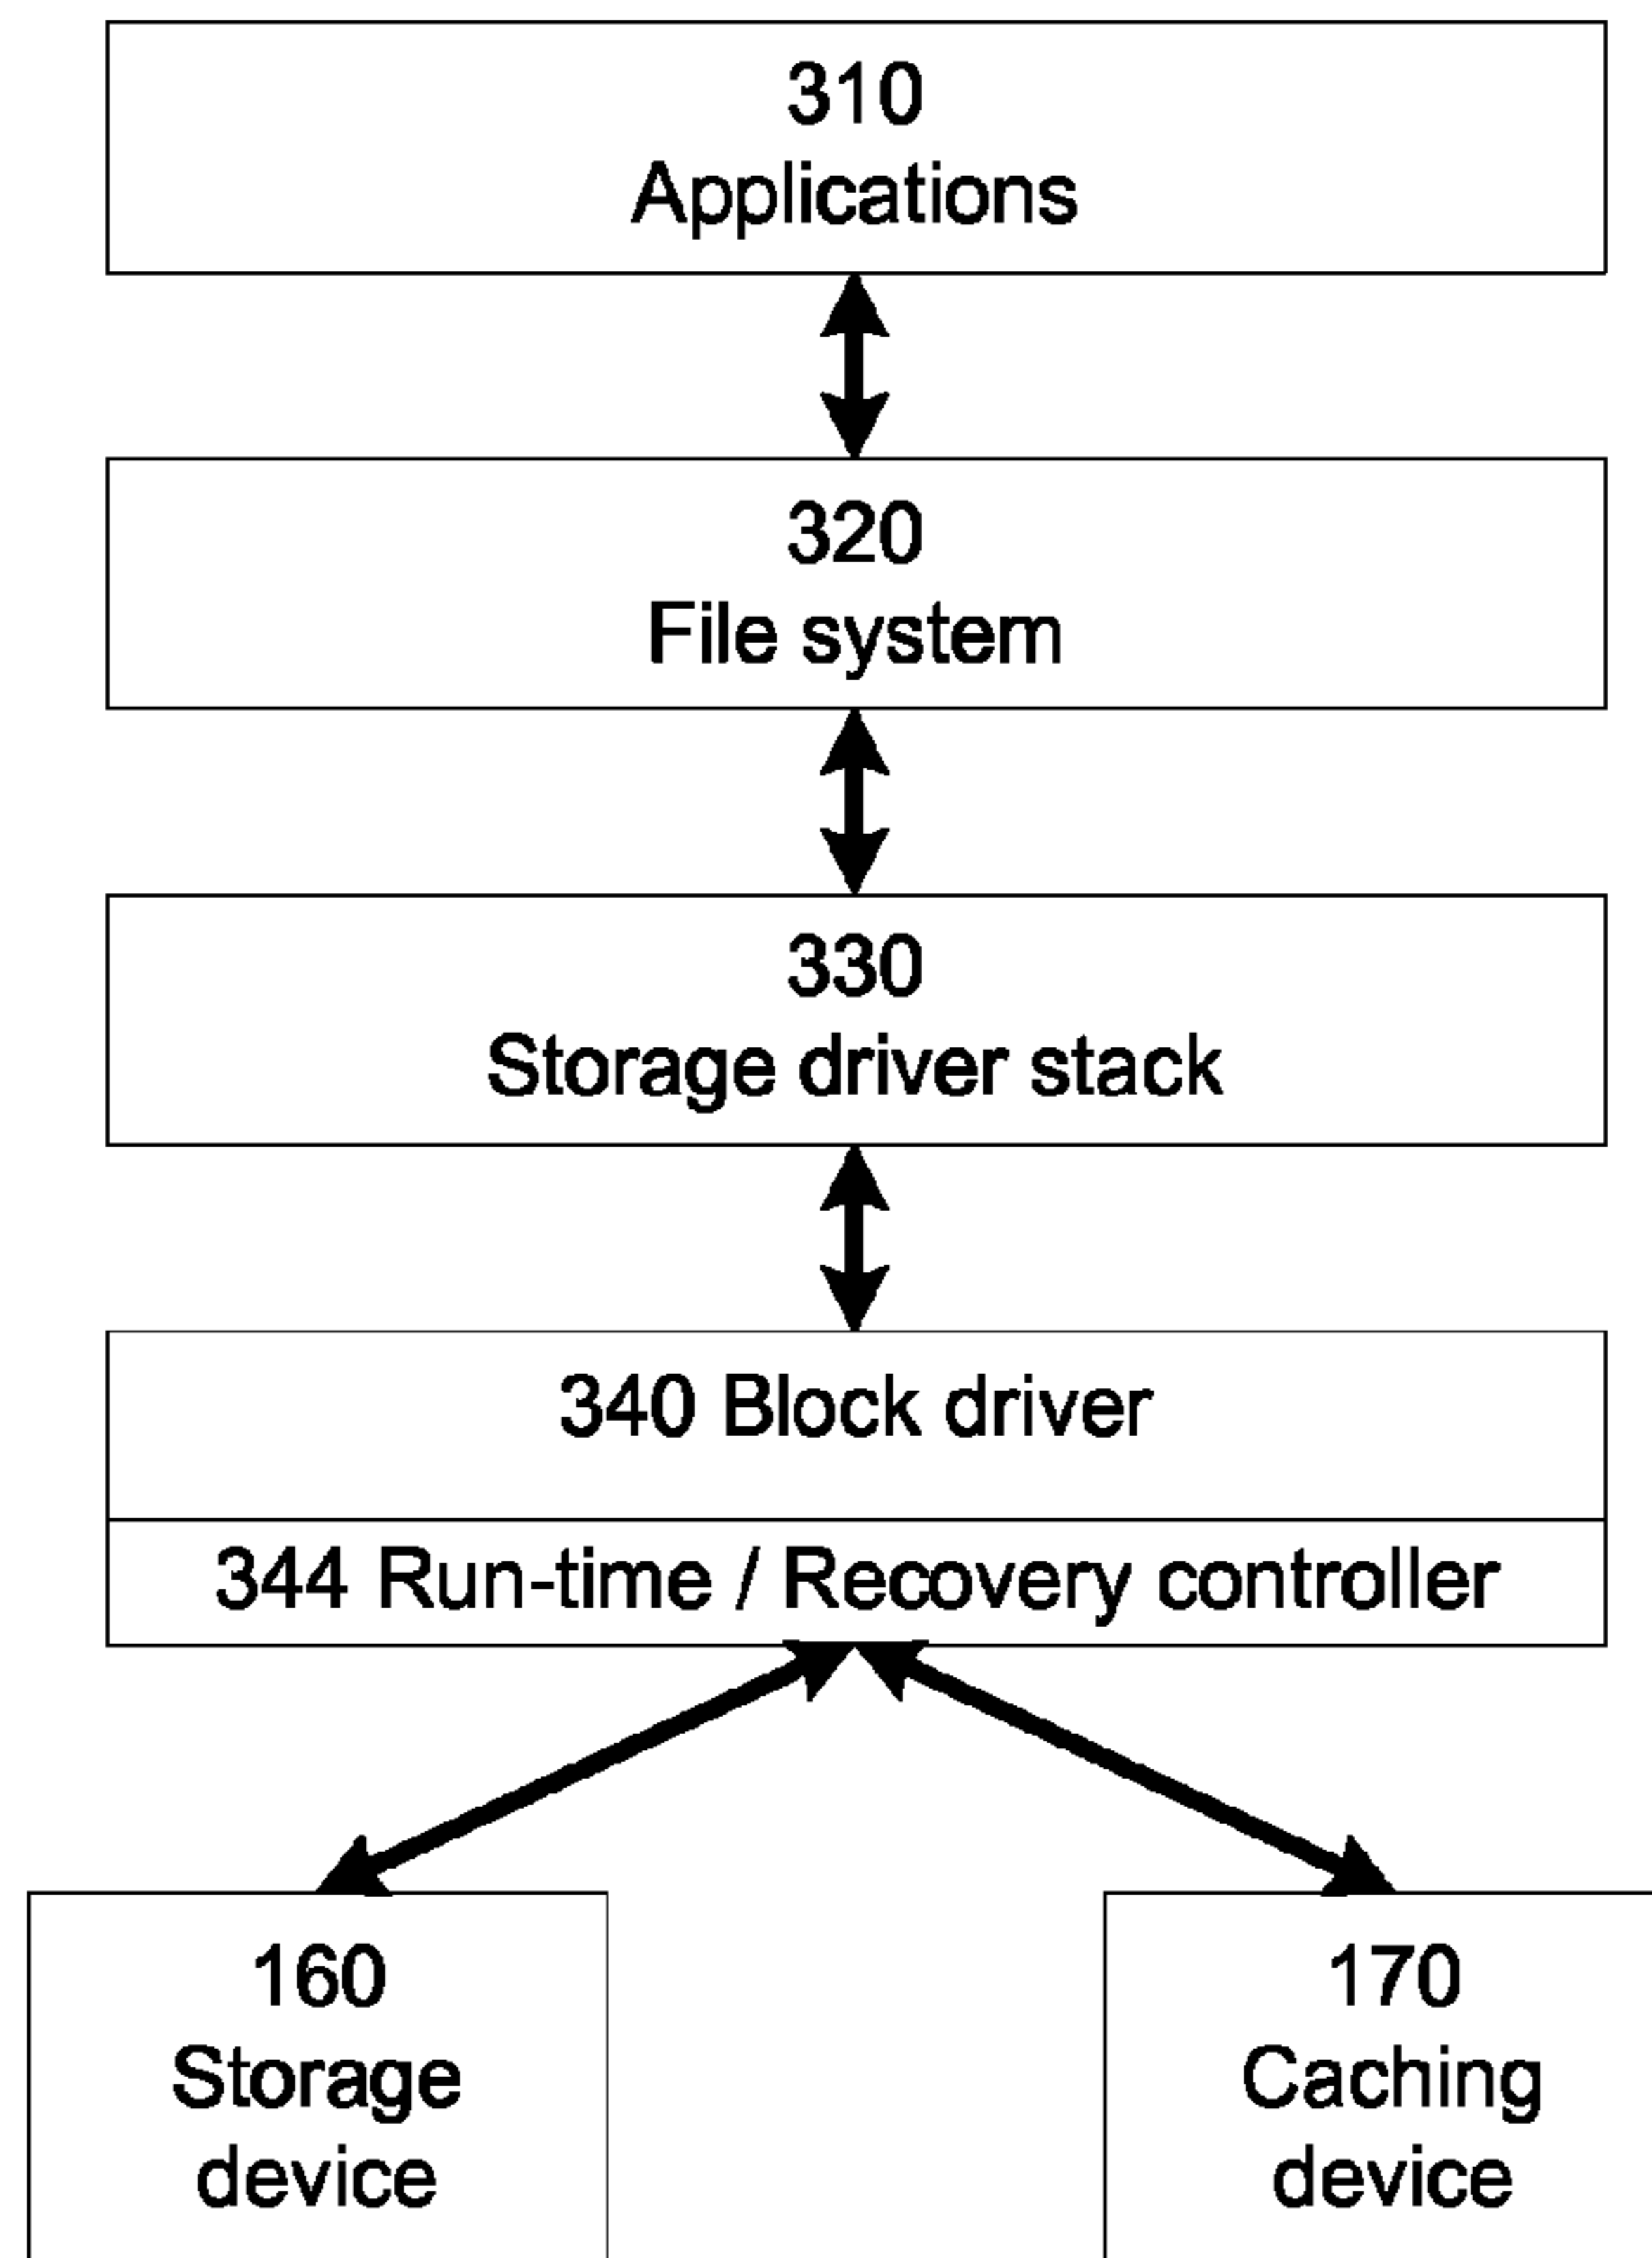 310
Applications
320
File system
330
Storage driver stack
340 Block driver
344 Run-time / Recovery controller
160
Storage
device
170
Caching
device